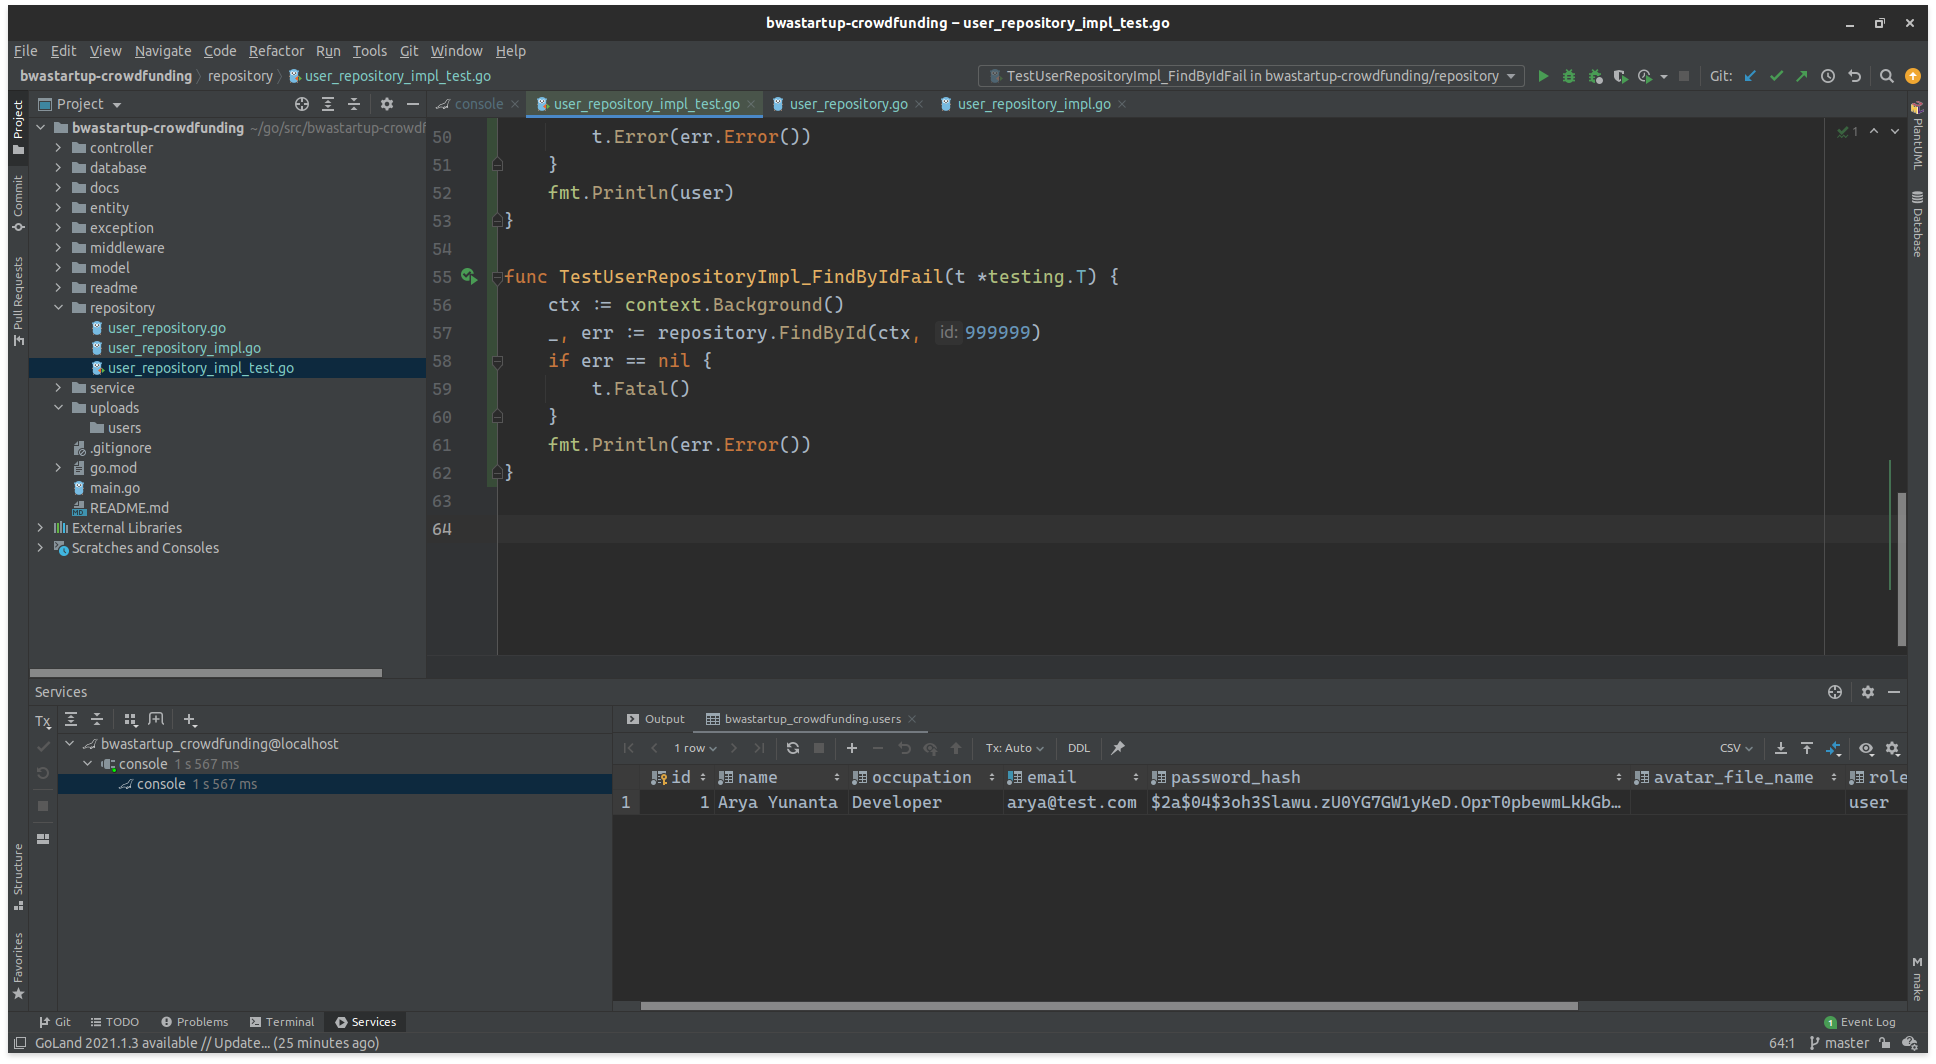 bwastartup-crowdfunding – user_repository_impl_test.go
File Edit View Navigate Code Refactor Run Tools Git Window Help
bwastartup-crowdfunding repository user_repository_impl_test.go
TestUserRepositoryImpl_FindByIdFail in bwastartup-crowdfunding/repository
Git:
Project
console
user_repository_impl_test.go
user_repository.go
user_repository_impl.go
Project
Commit
Pull Requests
Structure
Favorites
bwastartup-crowdfunding ~/go/src/bwastartup-crowdf
controller
database
docs
entity
exception
middleware
model
readme
repository
user_repository.go
user_repository_impl.go
user_repository_impl_test.go
service
uploads
users
.gitignore
go.mod
main.go
README.md
External Libraries
Scratches and Consoles
50 t.Error(err.Error())
51 }
52 fmt.Println(user)
53 }
54
55 func TestUserRepositoryImpl_FindByIdFail(t *testing.T) {
56 ctx := context.Background()
57 _, err := repository.FindById(ctx, id: 999999)
58 if err == nil {
59 t.Fatal()
60 }
61 fmt.Println(err.Error())
62 }
63
64
1
PlantUML
Database
make
Services
Tx
bwastartup_crowdfunding@localhost
console 1 s 567 ms
console 1 s 567 ms
Output bwastartup_crowdfunding.users
1 row Tx: Auto DDL CSV
id name occupation email password_hash avatar_file_name role
1 1 Arya Yunanta Developer arya@test.com $2a$04$3oh3Slawu.zU0YG7GW1yKeD.OprT0pbewmLkkGb… user
Git TODO Problems Terminal Services
1 Event Log
GoLand 2021.1.3 available // Update... (25 minutes ago)
64:1 master